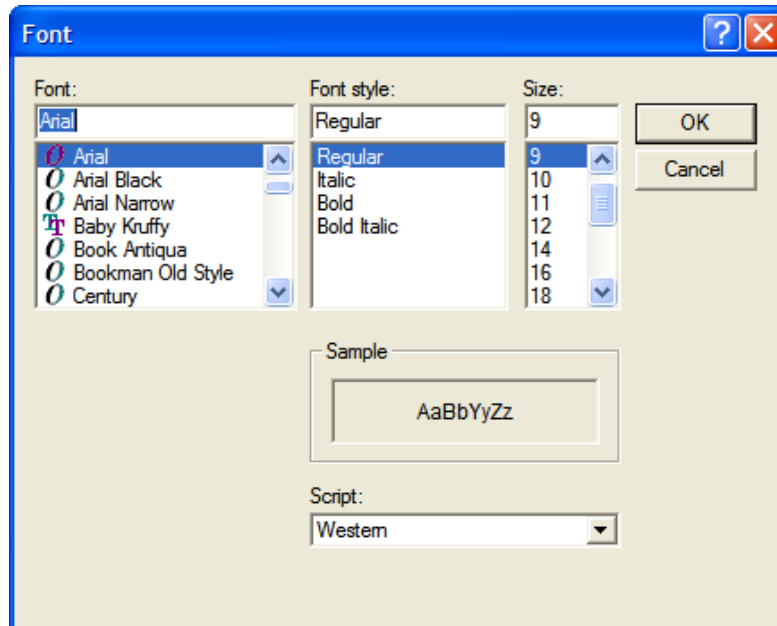 Font
Font: Font style: Size:
Arial Regular 9 OK
Arial Regular 9 Cancel
Arial Black Italic 10
Arial Narrow Bold 11
Baby Kruffy Bold Italic 12
Book Antiqua 14
Bookman Old Style 16
Century 18
Sample
AaBbYyZz
Script:
Western